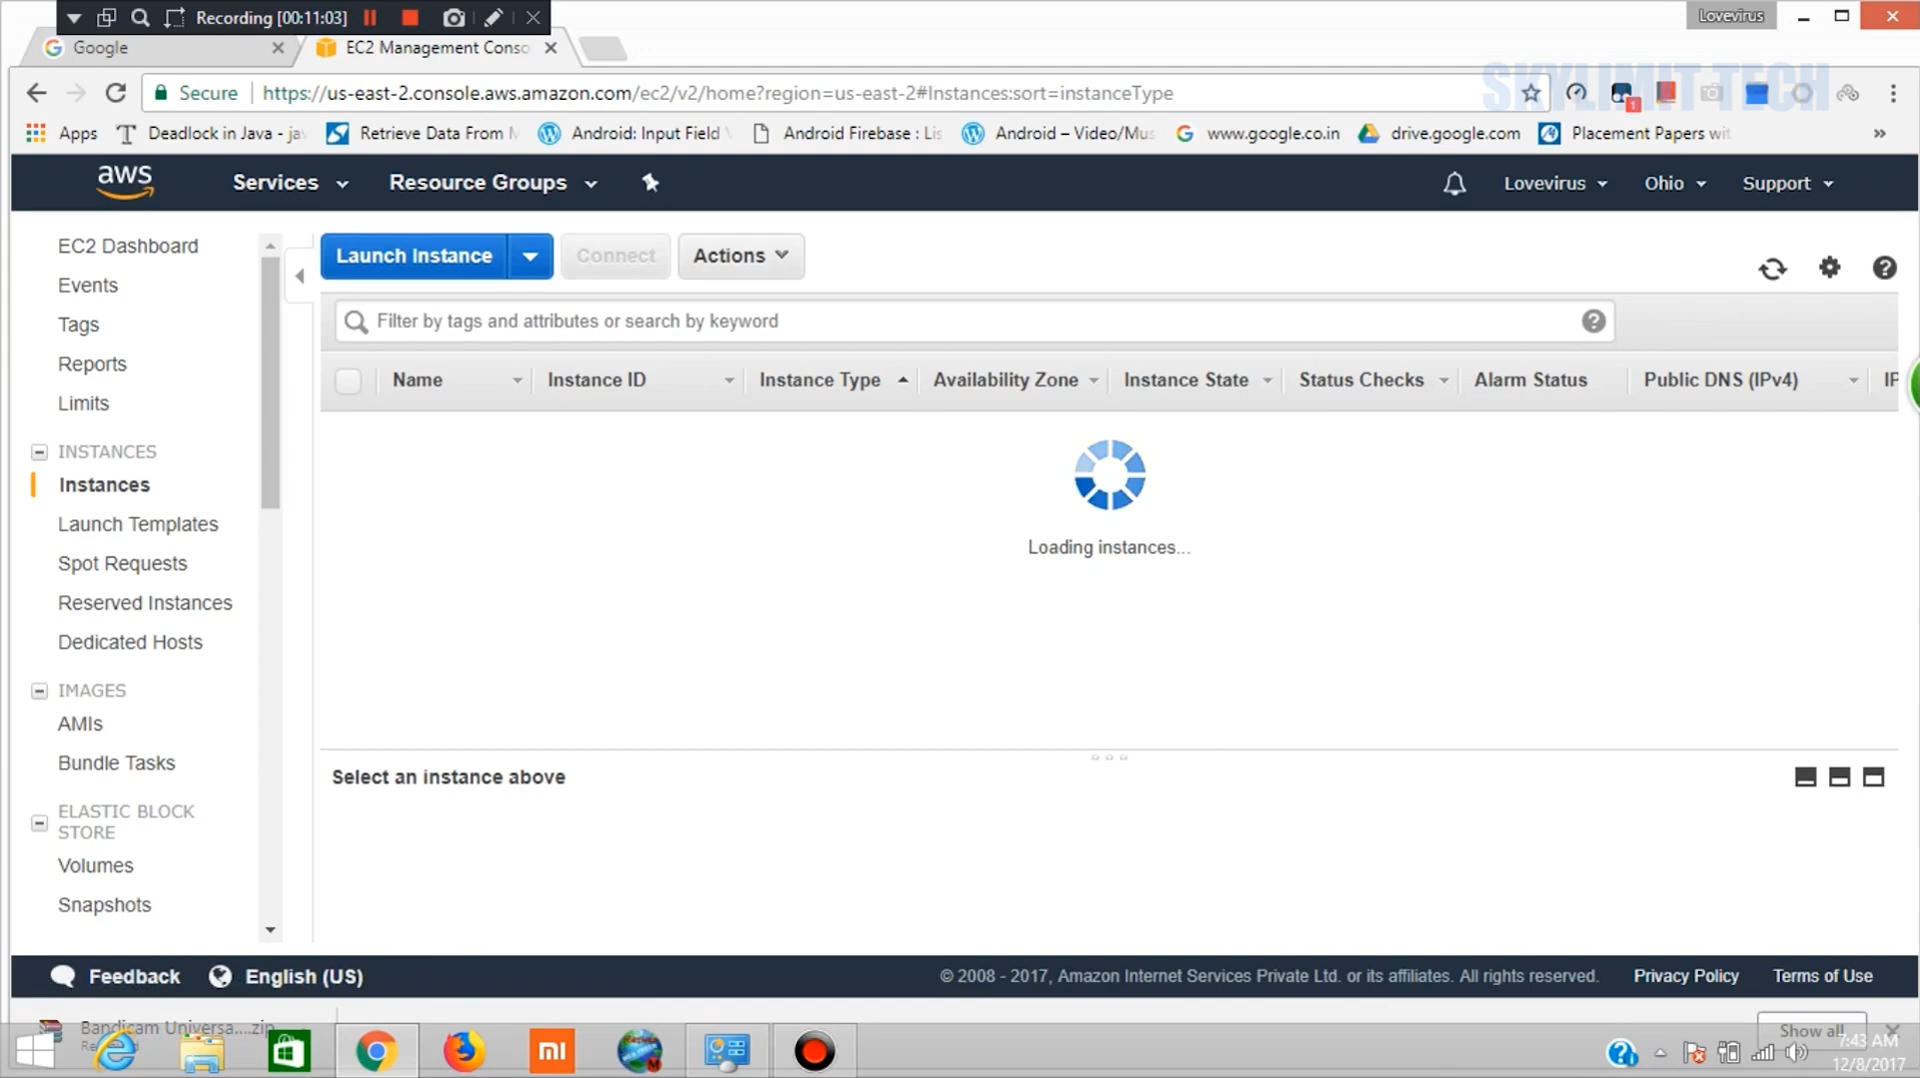 Recording [00:11:03]
Lovevirus
Google
EC2 Management Conso
SKYLIMIT TECH
Secure https://us-east-2.console.aws.amazon.com/ec2/v2/home?region=us-east-2#Instances:sort=instanceType
1
Apps Deadlock in Java - jav Retrieve Data From M Android: Input Field V Android Firebase : Lis Android – Video/Mus www.google.co.in drive.google.com Placement Papers wit »
aws Services Resource Groups Lovevirus Ohio Support
EC2 Dashboard
Events
Tags
Reports
Limits
INSTANCES
Instances
Launch Templates
Spot Requests
Reserved Instances
Dedicated Hosts
IMAGES
AMIs
Bundle Tasks
ELASTIC BLOCK
STORE
Volumes
Snapshots
Launch Instance Connect Actions
Filter by tags and attributes or search by keyword
Name Instance ID Instance Type Availability Zone Instance State Status Checks Alarm Status Public DNS (IPv4) IP
Loading instances...
Select an instance above
Feedback English (US) © 2008 - 2017, Amazon Internet Services Private Ltd. or its affiliates. All rights reserved. Privacy Policy Terms of Use
Bandicam Universa....zip
Show all
7:43 AM
12/8/2017